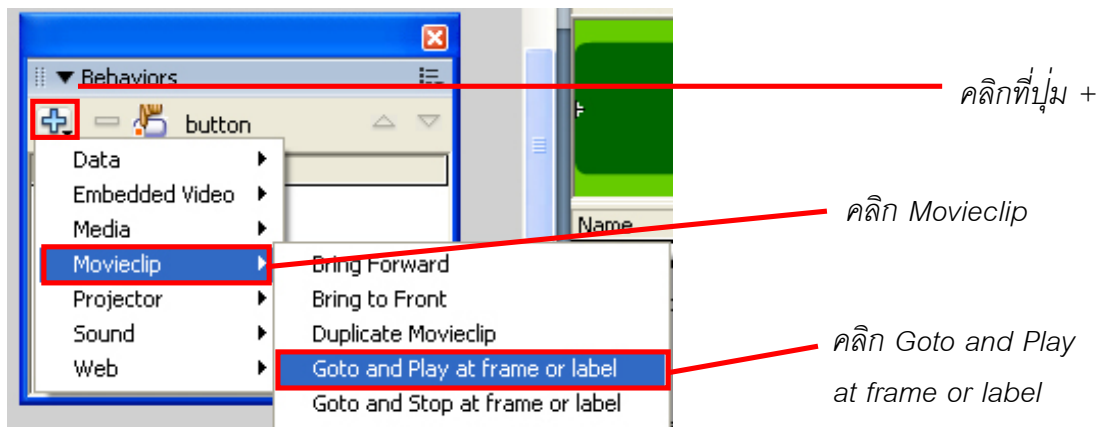 Behaviors
คลิกที่ปุ่ม +
button
Data
Embedded Video
Media
คลิก Movieclip
Name
Movieclip
Bring Forward
Projector
Bring to Front
Sound
Duplicate Movieclip
Web
Goto and Play at frame or label
คลิก Goto and Play
at frame or label
Goto and Stop at frame or label